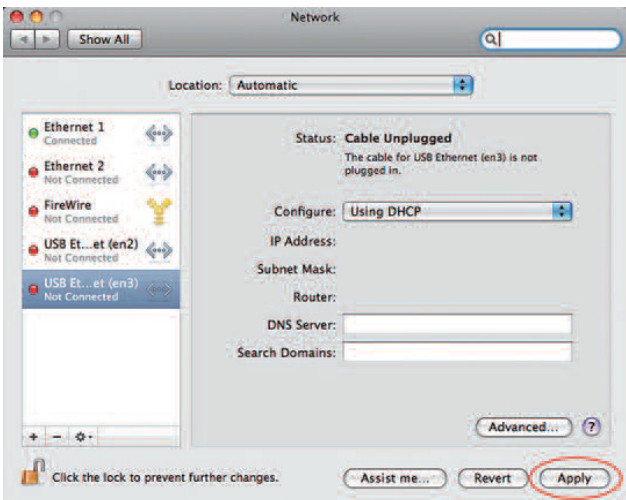 Network
Show All
Location: Automatic
Ethernet 1
Connected
Ethernet 2
Not Connected
FireWire
Not Connected
USB Et...et (en2)
Not Connected
USB Et...et (en3)
Not Connected
Status: Cable Unplugged
The cable for USB Ethernet (en3) is not
plugged in.
Configure: Using DHCP
IP Address:
Subnet Mask:
Router:
DNS Server:
Search Domains:
Advanced... ?
Click the lock to prevent further changes.
Assist me... Revert Apply